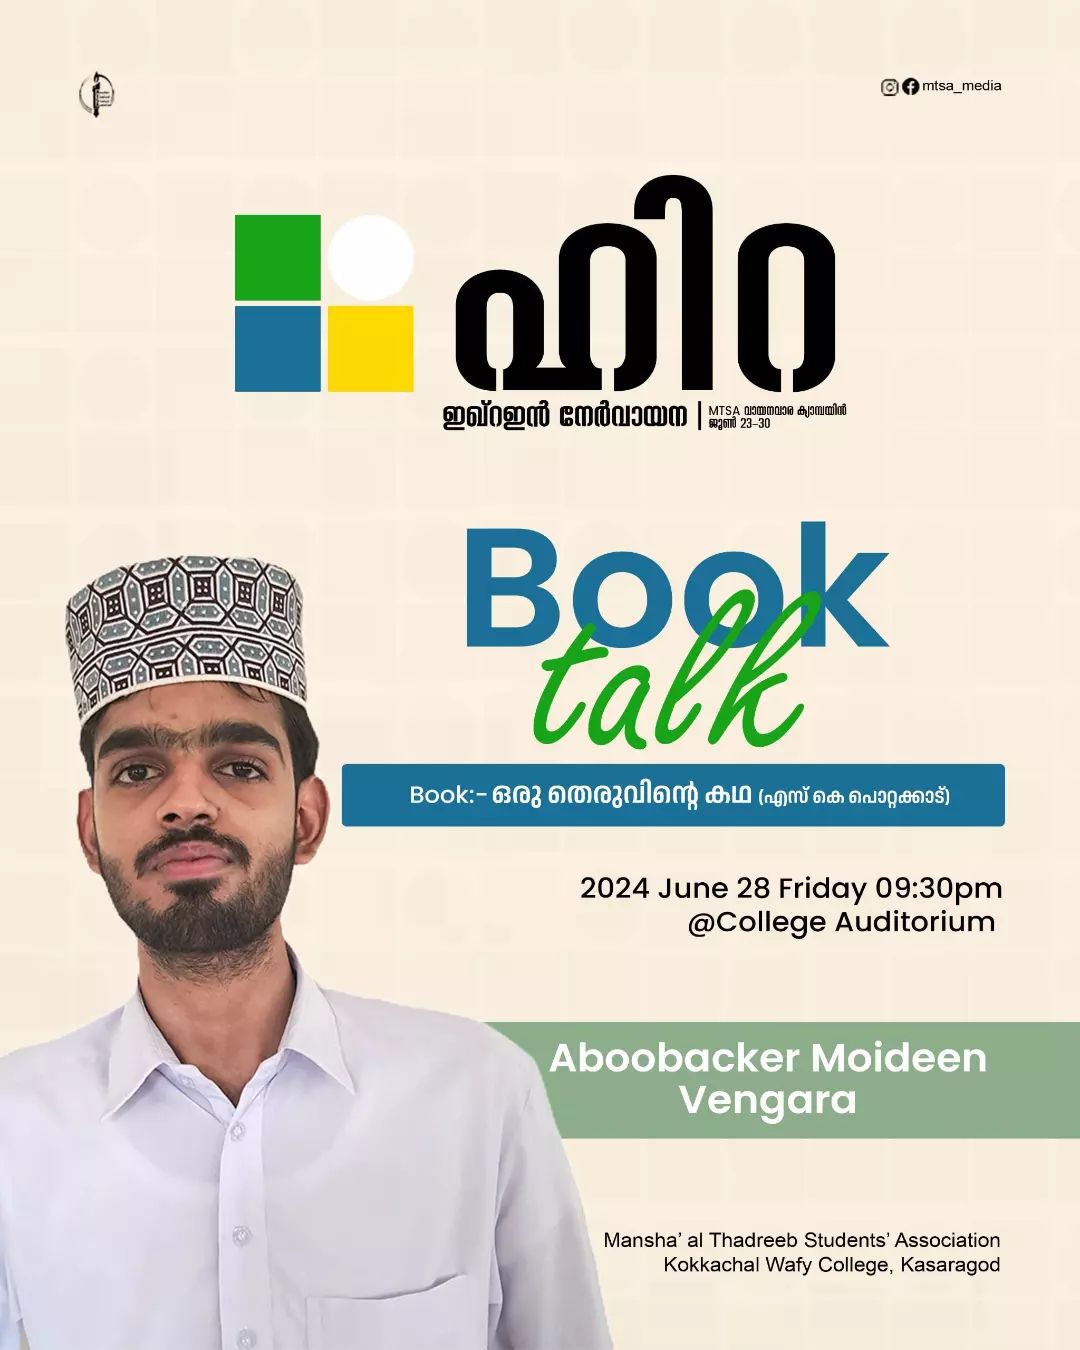 mtsa_media
ഹിറ
ഇഖ്റഇൻ നേർവായന
MTSA വായനവാര ക്യാമ്പയിൻ
ജൂൺ 23-30
Book
talk
Book:- ഒരു തെരുവിന്റെ കഥ (എസ് കെ പൊറ്റക്കാട്)
2024 June 28 Friday 09:30pm
@College Auditorium
Aboobacker Moideen
Vengara
Mansha' al Thadreeb Students' Association
Kokkachal Wafy College, Kasaragod